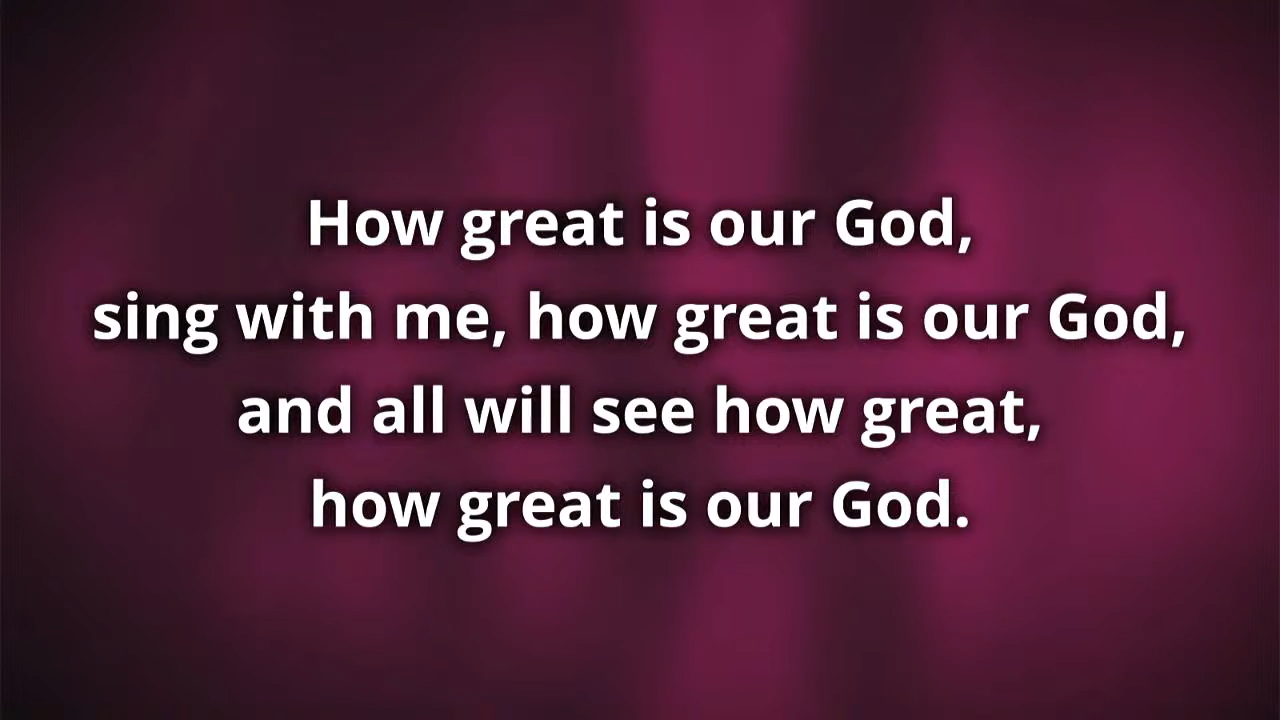 How great is our God,
sing with me, how great is our God,
and all will see how great,
how great is our God.